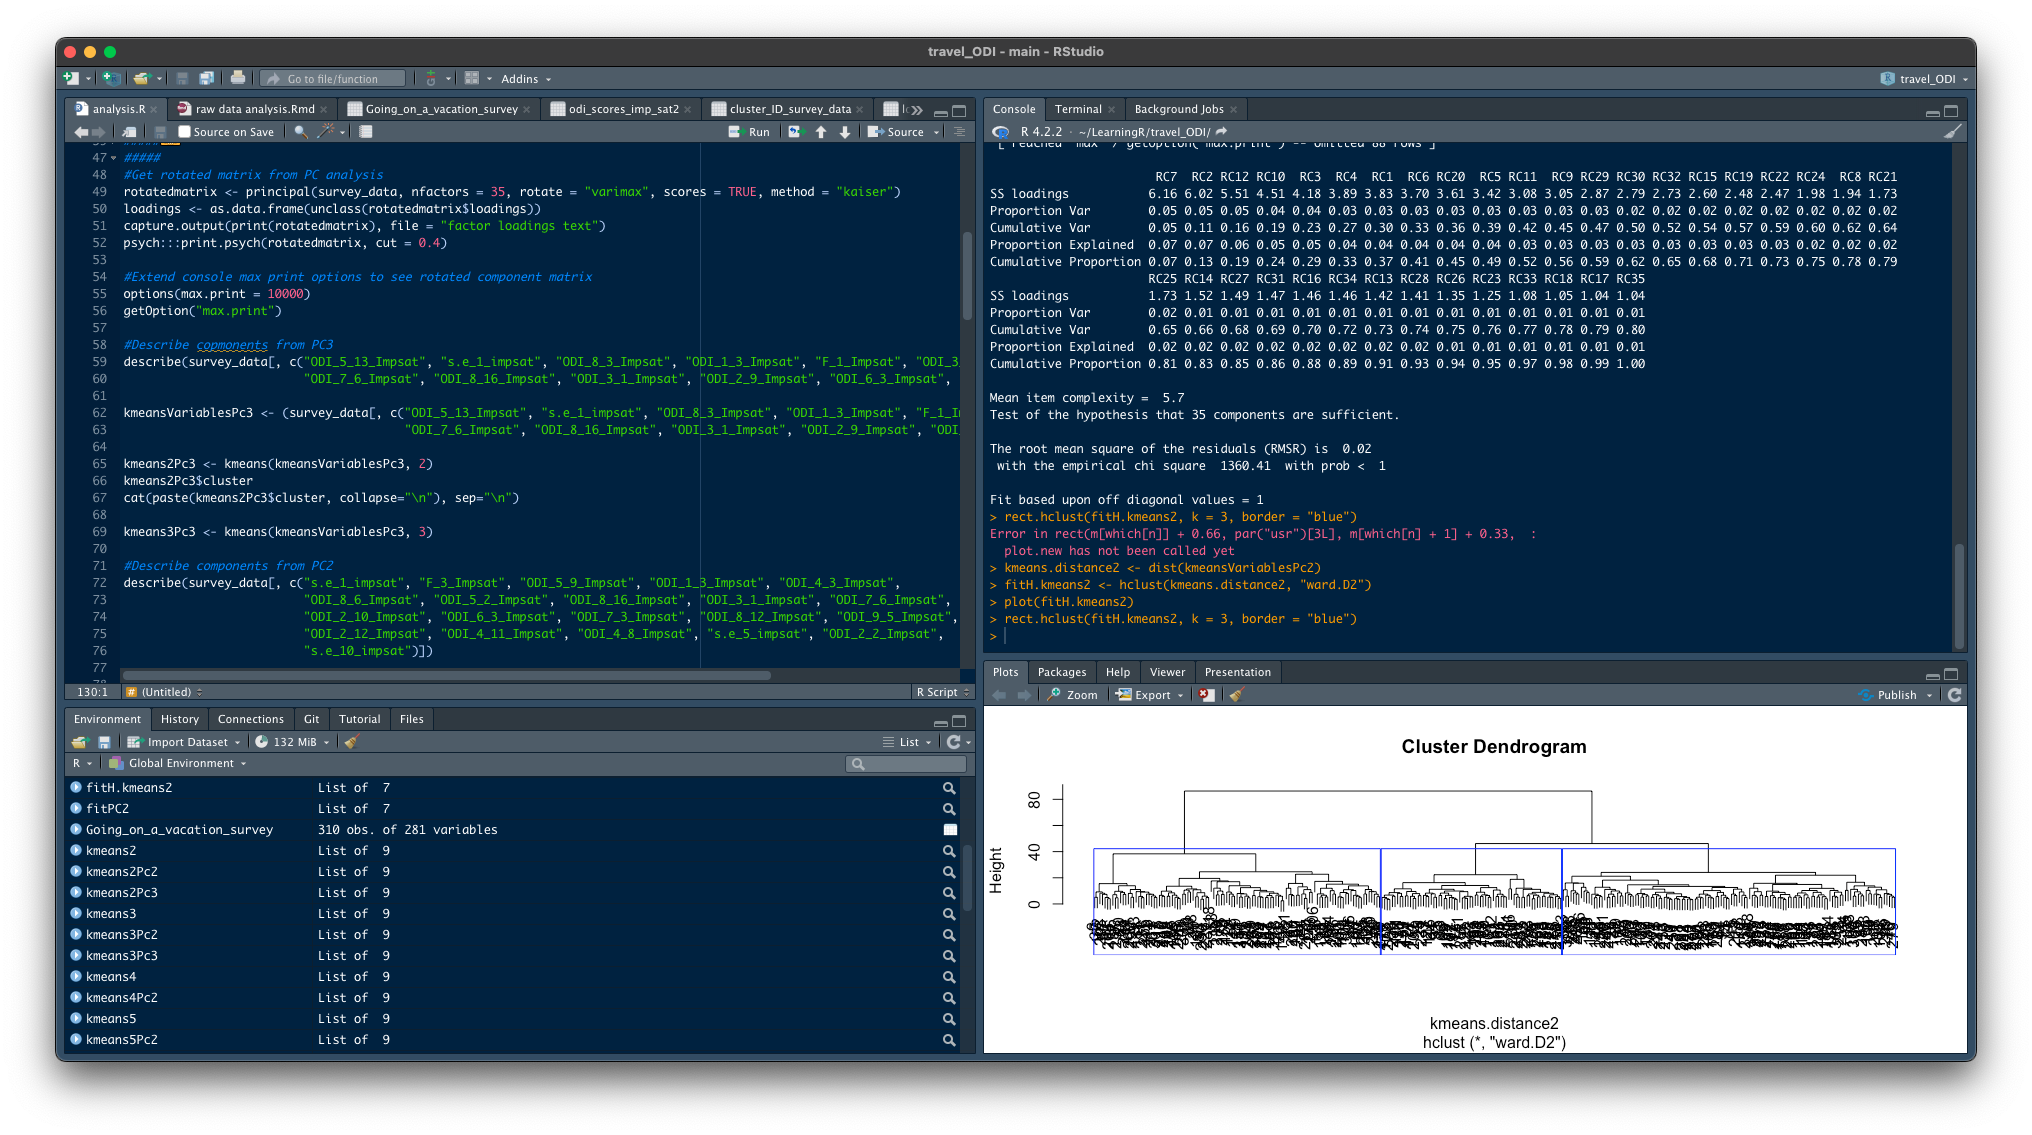 travel_ODI - main - RStudio
Go to file/function
Addins
travel_ODI
analysis.R
raw data analysis.Rmd
Going_on_a_vacation_survey
odi_scores_imp_sat2
cluster_ID_survey_data
Source on Save
Run
Source
47 #####
48 #Get rotated matrix from PC analysis
49 rotatedmatrix <- principal(survey_data, nfactors = 35, rotate = "varimax", scores = TRUE, method = "kaiser")
50 loadings <- as.data.frame(unclass(rotatedmatrix$loadings))
51 capture.output(print(rotatedmatrix), file = "factor loadings text")
52 psych:::print.psych(rotatedmatrix, cut = 0.4)
53
54 #Extend console max print options to see rotated component matrix
55 options(max.print = 10000)
56 getOption("max.print")
57
58 #Describe copmonents from PC3
59 describe(survey_data[, c("ODI_5_13_Impsat", "s.e_1_impsat", "ODI_8_3_Impsat", "ODI_1_3_Impsat", "F_1_Impsat", "ODI_3
60 "ODI_7_6_Impsat", "ODI_8_16_Impsat", "ODI_3_1_Impsat", "ODI_2_9_Impsat", "ODI_6_3_Impsat",
61
62 kmeansVariablesPc3 <- (survey_data[, c("ODI_5_13_Impsat", "s.e_1_impsat", "ODI_8_3_Impsat", "ODI_1_3_Impsat", "F_1_I
63 "ODI_7_6_Impsat", "ODI_8_16_Impsat", "ODI_3_1_Impsat", "ODI_2_9_Impsat", "ODI
64
65 kmeans2Pc3 <- kmeans(kmeansVariablesPc3, 2)
66 kmeans2Pc3$cluster
67 cat(paste(kmeans2Pc3$cluster, collapse="\n"), sep="\n")
68
69 kmeans3Pc3 <- kmeans(kmeansVariablesPc3, 3)
70
71 #Describe components from PC2
72 describe(survey_data[, c("s.e_1_impsat", "F_3_Impsat", "ODI_5_9_Impsat", "ODI_1_3_Impsat", "ODI_4_3_Impsat",
73 "ODI_8_6_Impsat", "ODI_5_2_Impsat", "ODI_8_16_Impsat", "ODI_3_1_Impsat", "ODI_7_6_Impsat",
74 "ODI_2_10_Impsat", "ODI_6_3_Impsat", "ODI_7_3_Impsat", "ODI_8_12_Impsat", "ODI_9_5_Impsat",
75 "ODI_2_12_Impsat", "ODI_4_11_Impsat", "ODI_4_8_Impsat", "s.e_5_impsat", "ODI_2_2_Impsat",
76 "s.e_10_impsat")])
77
130:1 # (Untitled) R Script
Environment History Connections Git Tutorial Files
Import Dataset 132 MiB List
R Global Environment
fitH.kmeans2 List of 7
fitPC2 List of 7
Going_on_a_vacation_survey 310 obs. of 281 variables
kmeans2 List of 9
kmeans2Pc2 List of 9
kmeans2Pc3 List of 9
kmeans3 List of 9
kmeans3Pc2 List of 9
kmeans3Pc3 List of 9
kmeans4 List of 9
kmeans4Pc2 List of 9
kmeans5 List of 9
kmeans5Pc2 List of 9
Console Terminal Background Jobs
R 4.2.2 · ~/LearningR/travel_ODI/
[ reached 'max' / getOption("max.print") -- omitted 88 rows ]
RC7 RC2 RC12 RC10 RC3 RC4 RC1 RC6 RC20 RC5 RC11 RC9 RC29 RC30 RC32 RC15 RC19 RC22 RC24 RC8 RC21
SS loadings 6.16 6.02 5.51 4.51 4.18 3.89 3.83 3.70 3.61 3.42 3.08 3.05 2.87 2.79 2.73 2.60 2.48 2.47 1.98 1.94 1.73
Proportion Var 0.05 0.05 0.05 0.04 0.04 0.03 0.03 0.03 0.03 0.03 0.03 0.03 0.03 0.02 0.02 0.02 0.02 0.02 0.02 0.02 0.02
Cumulative Var 0.05 0.11 0.16 0.19 0.23 0.27 0.30 0.33 0.36 0.39 0.42 0.45 0.47 0.50 0.52 0.54 0.57 0.59 0.60 0.62 0.64
Proportion Explained 0.07 0.07 0.06 0.05 0.05 0.04 0.04 0.04 0.04 0.04 0.03 0.03 0.03 0.03 0.03 0.03 0.03 0.03 0.02 0.02 0.02
Cumulative Proportion 0.07 0.13 0.19 0.24 0.29 0.33 0.37 0.41 0.45 0.49 0.52 0.56 0.59 0.62 0.65 0.68 0.71 0.73 0.75 0.78 0.79
RC25 RC14 RC27 RC31 RC16 RC34 RC13 RC28 RC26 RC23 RC33 RC18 RC17 RC35
SS loadings 1.73 1.52 1.49 1.47 1.46 1.46 1.42 1.41 1.35 1.25 1.08 1.05 1.04 1.04
Proportion Var 0.02 0.01 0.01 0.01 0.01 0.01 0.01 0.01 0.01 0.01 0.01 0.01 0.01 0.01
Cumulative Var 0.65 0.66 0.68 0.69 0.70 0.72 0.73 0.74 0.75 0.76 0.77 0.78 0.79 0.80
Proportion Explained 0.02 0.02 0.02 0.02 0.02 0.02 0.02 0.02 0.01 0.01 0.01 0.01 0.01 0.01
Cumulative Proportion 0.81 0.83 0.85 0.86 0.88 0.89 0.91 0.93 0.94 0.95 0.97 0.98 0.99 1.00
Mean item complexity = 5.7
Test of the hypothesis that 35 components are sufficient.
The root mean square of the residuals (RMSR) is 0.02
with the empirical chi square 1360.41 with prob < 1
Fit based upon off diagonal values = 1
> rect.hclust(fitH.kmeans2, k = 3, border = "blue")
Error in rect(m[which[n]] + 0.66, par("usr")[3L], m[which[n] + 1] + 0.33, :
plot.new has not been called yet
> kmeans.distance2 <- dist(kmeansVariablesPc2)
> fitH.kmeans2 <- hclust(kmeans.distance2, "ward.D2")
> plot(fitH.kmeans2)
> rect.hclust(fitH.kmeans2, k = 3, border = "blue")
>
Plots Packages Help Viewer Presentation
Zoom Export Publish
Cluster Dendrogram
Height
80
40
0
kmeans.distance2
hclust (*, "ward.D2")